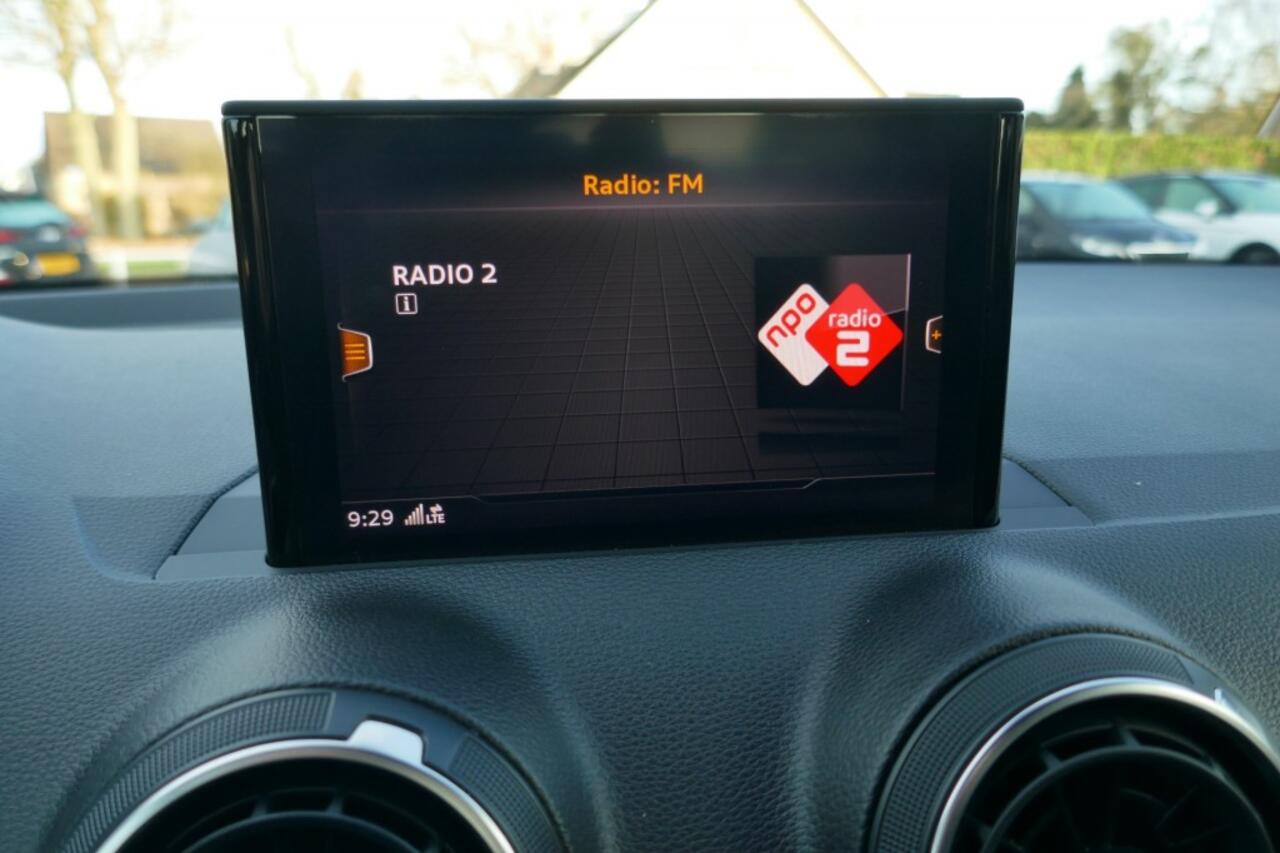 Radio: FM
RADIO 2
i
npo
radio
2
9:29 LTE